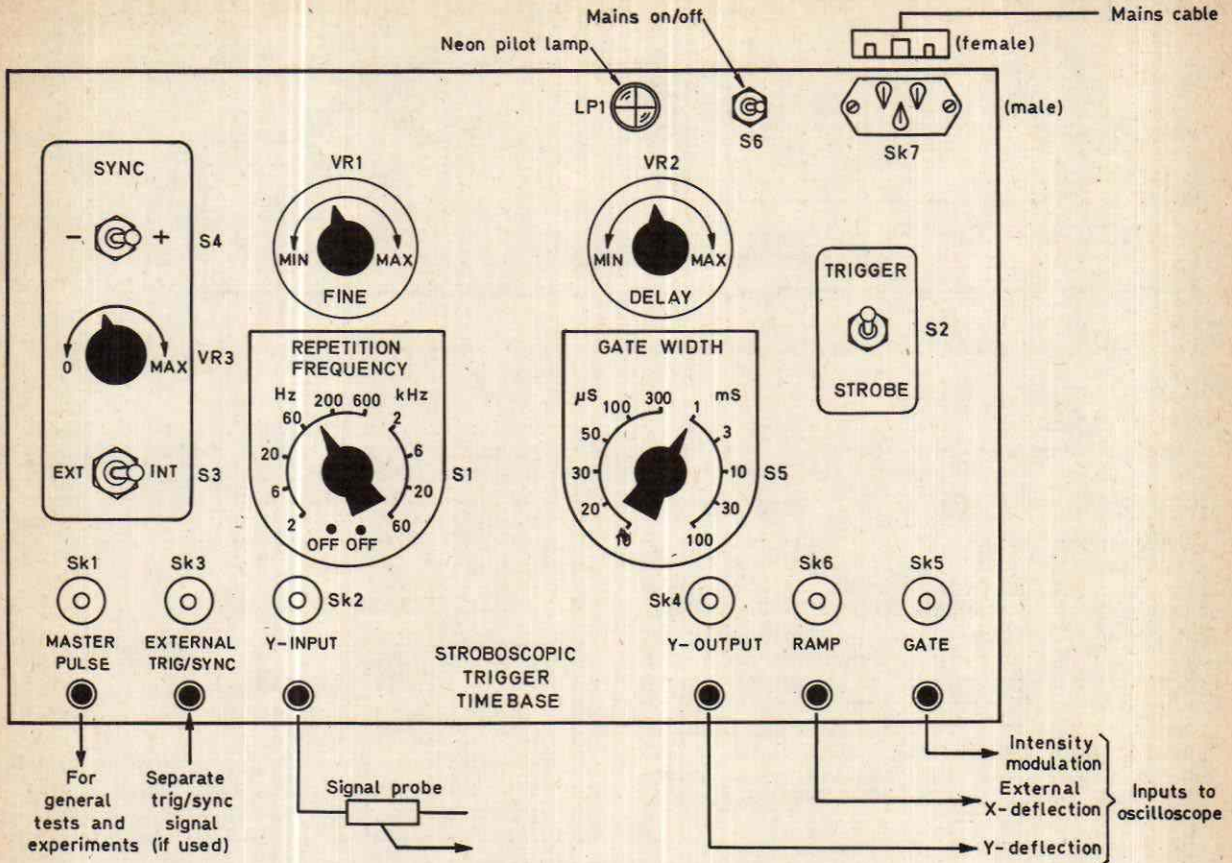 Mains on/off
Mains cable
Neon pilot lamp
(female)
LP1
S6
(male)
Sk7
SYNC
VR1
VR2
- + S4
MIN MAX
FINE
MIN MAX
DELAY
TRIGGER
S2
STROBE
0 MAX VR3
REPETITION
FREQUENCY
Hz kHz
2 6 20 60 200 600 2 6 20 60
OFF OFF
S1
GATE WIDTH
µS mS
10 20 30 50 100 300 1 3 10 30 100
S5
EXT INT S3
Sk1
Sk3
Sk2
Sk4
Sk6
Sk5
MASTER
PULSE
EXTERNAL
TRIG/SYNC
Y-INPUT
STROBOSCOPIC
TRIGGER
TIMEBASE
Y-OUTPUT
RAMP
GATE
For
general
tests and
experiments
Separate
trig/sync
signal
(if used)
Signal probe
Intensity
modulation
External
X-deflection
Y-deflection
Inputs to
oscilloscope